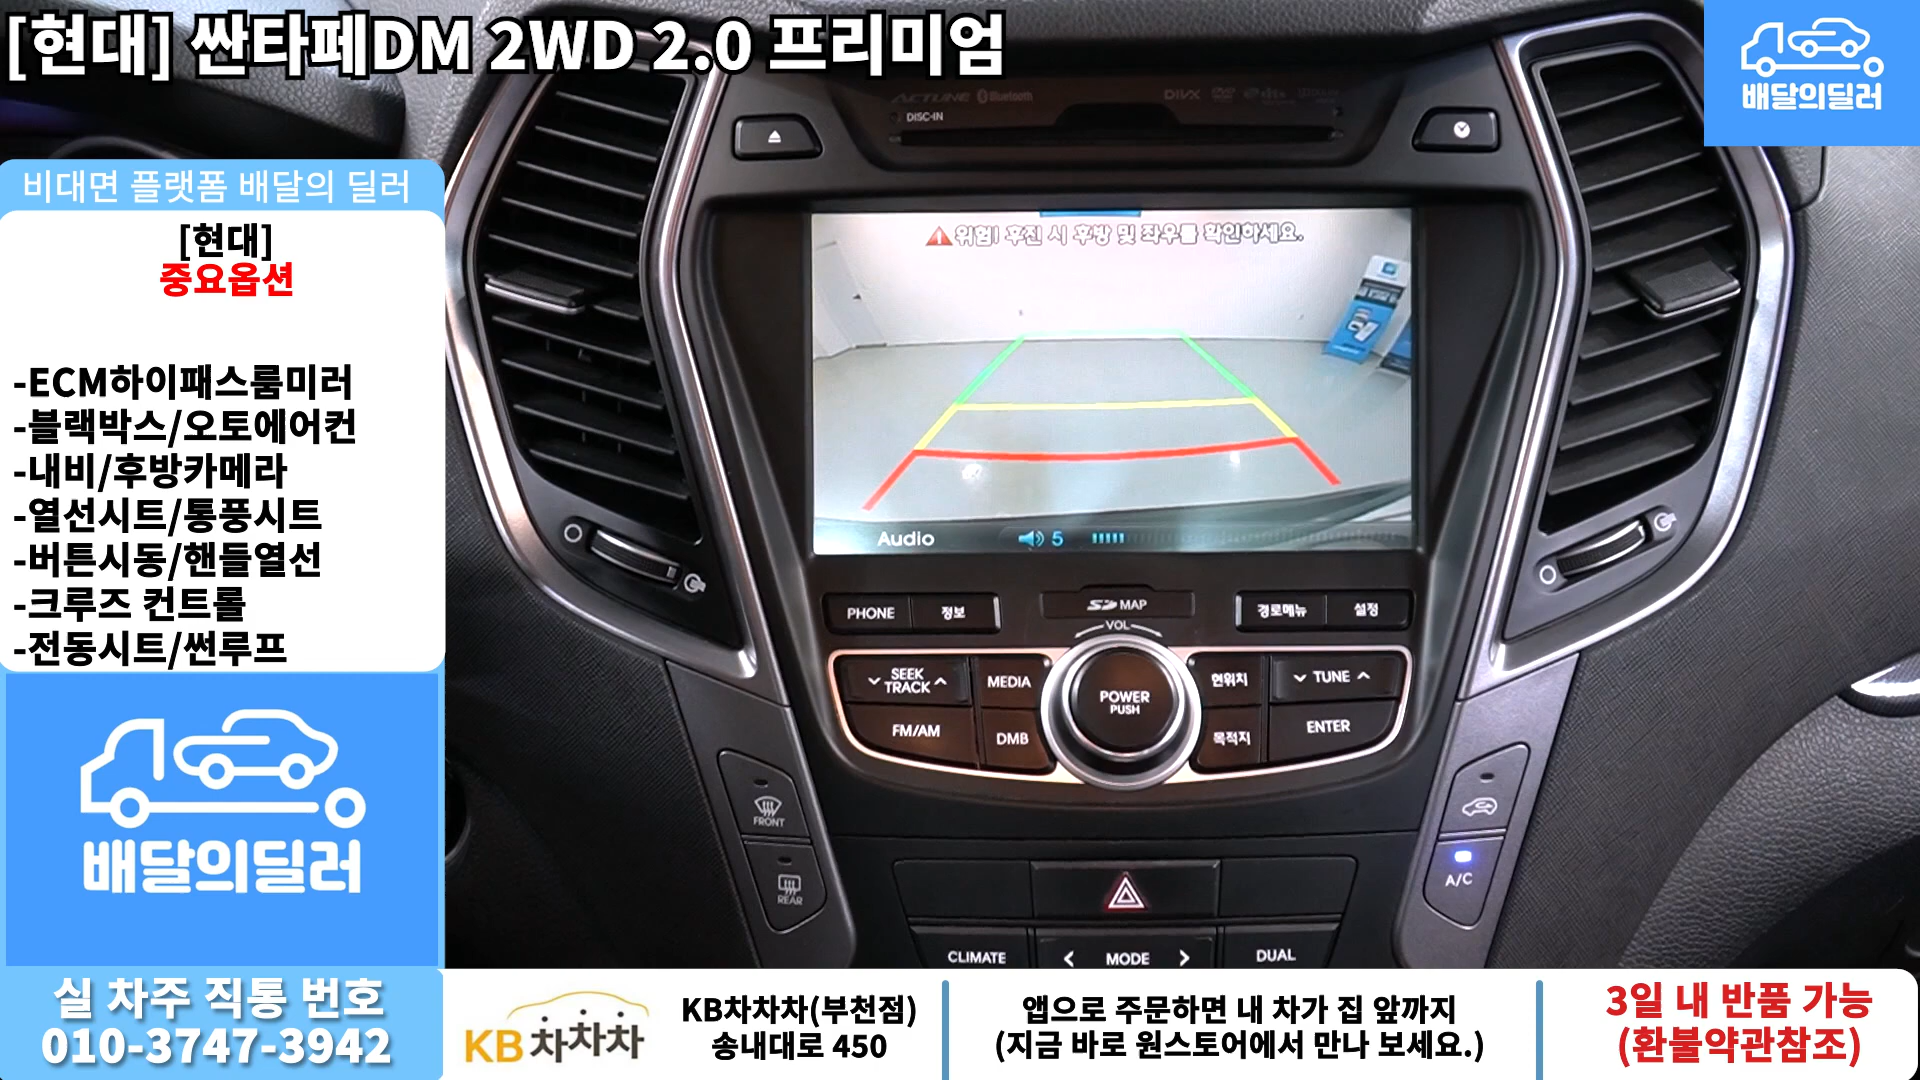 [현대] 싼타페DM 2WD 2.0 프리미엄
배달의딜러
비대면 플랫폼 배달의 딜러
[현대]
중요옵션
-ECM하이패스룸미러
-블랙박스/오토에어컨
-내비/후방카메라
-열선시트/통풍시트
-버튼시동/핸들열선
-크루즈 컨트롤
-전동시트/썬루프
배달의딜러
실 차주 직통 번호
010-3747-3942
ACTUNE Bluetooth
DIVX
dts
DISC-IN
위험! 후진 시 후방 및 좌우를 확인하세요.
Audio 5
PHONE 정보
SD MAP
경로메뉴 설정
VOL
SEEK TRACK
MEDIA
POWER PUSH
현위치
TUNE
FM/AM
DMB
목적지
ENTER
FRONT
REAR
A/C
CLIMATE
MODE
DUAL
KB차차차
KB차차차(부천점)
송내대로 450
앱으로 주문하면 내 차가 집 앞까지
(지금 바로 원스토어에서 만나 보세요.)
3일 내 반품 가능
(환불약관참조)